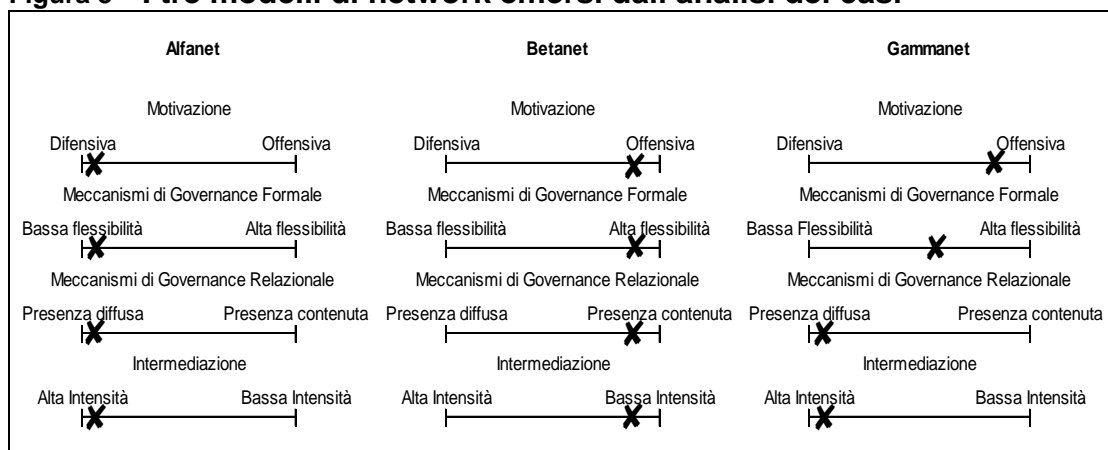 Figura I tre modelli di network emersi dall'analisi dei casi
Alfanet
Motivazione
Difensiva Offensiva
Meccanismi di Governance Formale
Bassa flessibilità Alta flessibilità
Meccanismi di Governance Relazionale
Presenza diffusa Presenza contenuta
Intermediazione
Alta Intensità Bassa Intensità
Betanet
Motivazione
Difensiva Offensiva
Meccanismi di Governance Formale
Bassa flessibilità Alta flessibilità
Meccanismi di Governance Relazionale
Presenza diffusa Presenza contenuta
Intermediazione
Alta Intensità Bassa Intensità
Gammanet
Motivazione
Difensiva Offensiva
Meccanismi di Governance Formale
Bassa Flessibilità Alta flessibilità
Meccanismi di Governance Relazionale
Presenza diffusa Presenza contenuta
Intermediazione
Alta Intensità Bassa Intensità